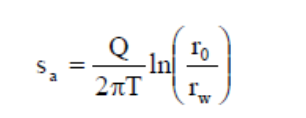 s_a = Q / 2πT ln(r_0 / r_w)